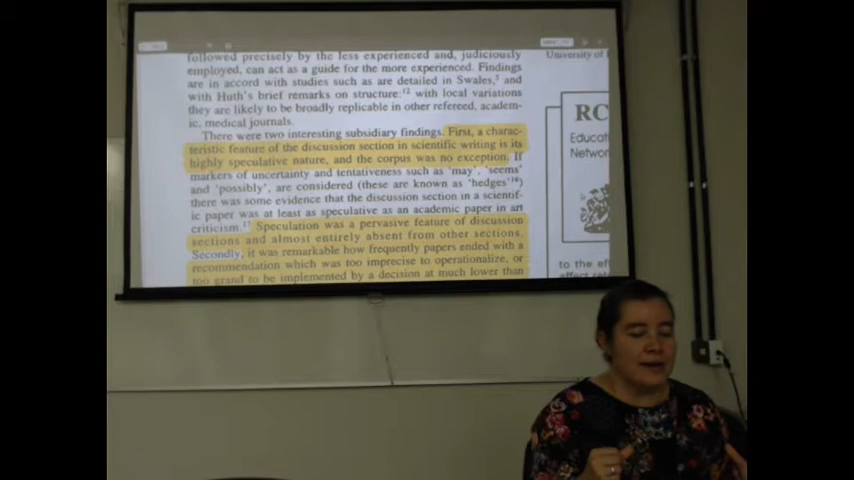 followed precisely by the less experienced and, judiciously
employed, can act as a guide for the more experienced. Findings
are in accord with studies such as are detailed in Swales,⁵ and
with Huth's brief remarks on structure:¹² with local variations
they are likely to be broadly replicable in other refereed, academ-
ic, medical journals.
There were two interesting subsidiary findings. First, a charac-
teristic feature of the discussion section in scientific writing is its
highly speculative nature, and the corpus was no exception. If
markers of uncertainty and tentativeness such as 'may', 'seems'
and 'possibly', are considered (these are known as 'hedges'¹⁶)
there was some evidence that the discussion section in a scientif-
ic paper was at least as speculative as an academic paper in art
criticism.¹⁷ Speculation was a pervasive feature of discussion
sections and almost entirely absent from other sections.
Secondly, it was remarkable how frequently papers ended with a
recommendation which was too imprecise to operationalize, or
too grand to be implemented by a decision at much lower than
University of
RC
Educat
Networ
to the ef
effect rel